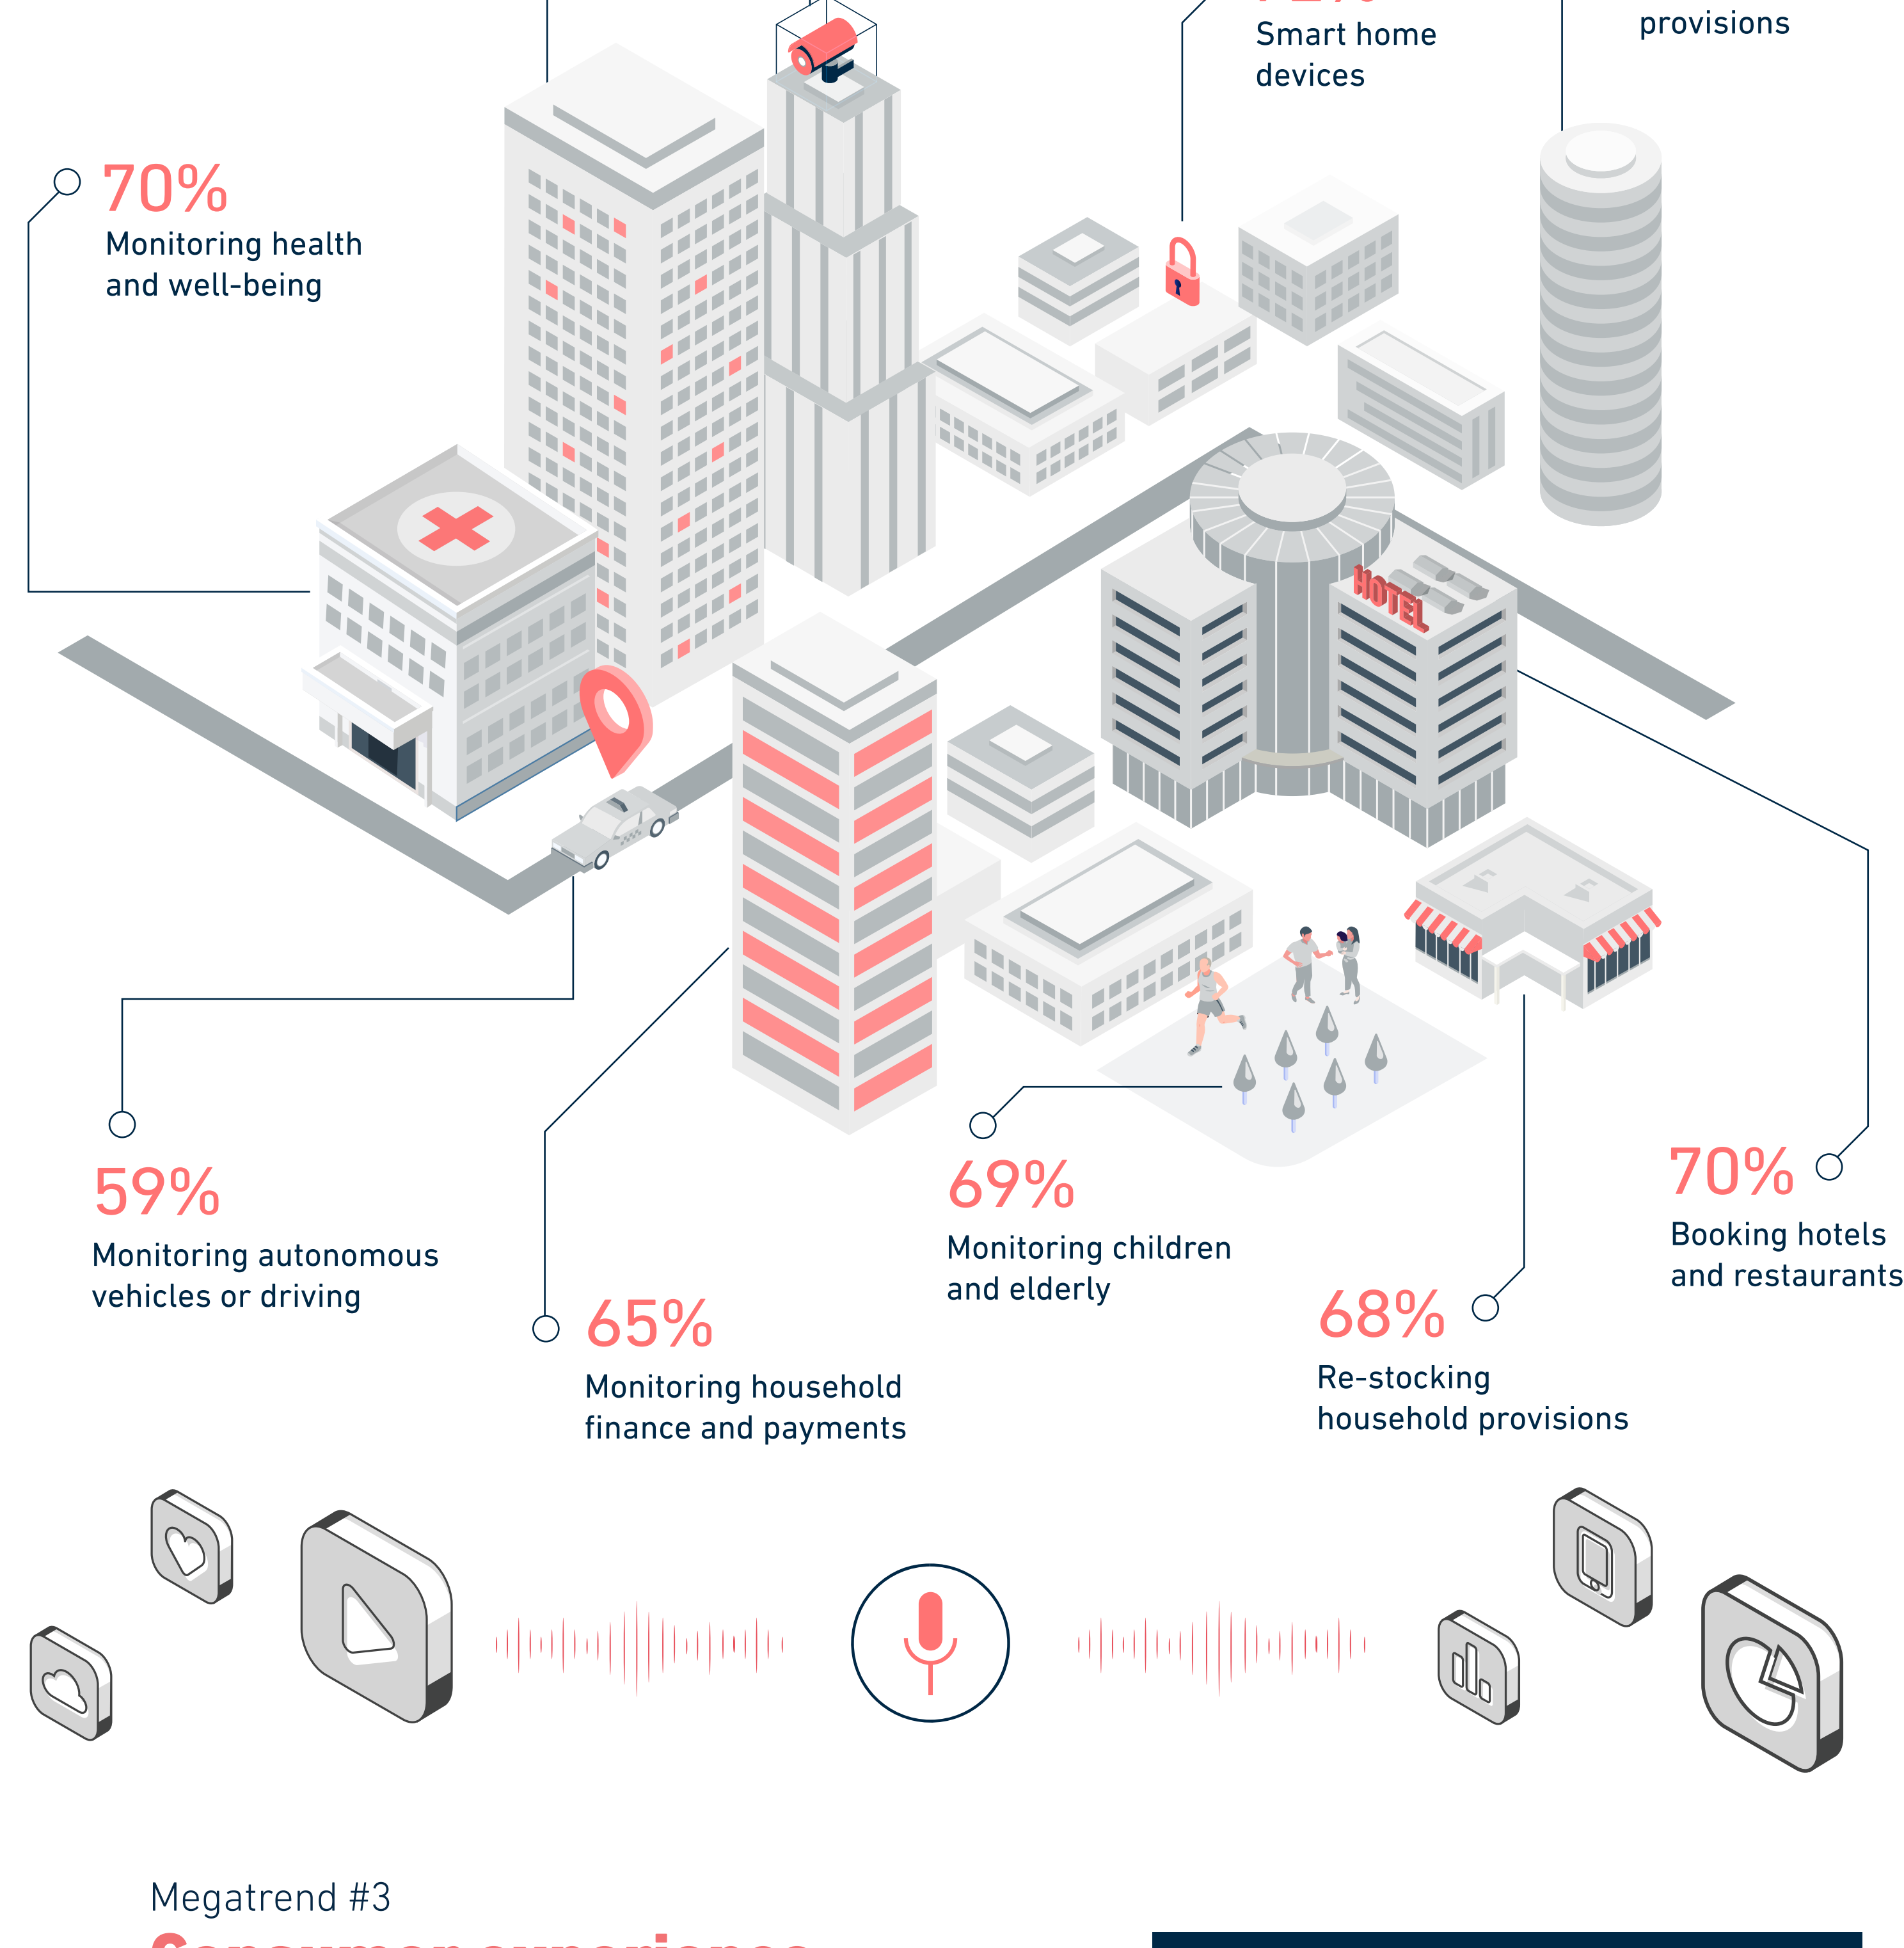 provisions
Smart home
devices
70%
Monitoring health
and well-being
HOTEL
59%
Monitoring autonomous
vehicles or driving
65%
Monitoring household
finance and payments
69%
Monitoring children
and elderly
68%
Re-stocking
household provisions
70%
Booking hotels
and restaurants
Megatrend #3
Consumer experience